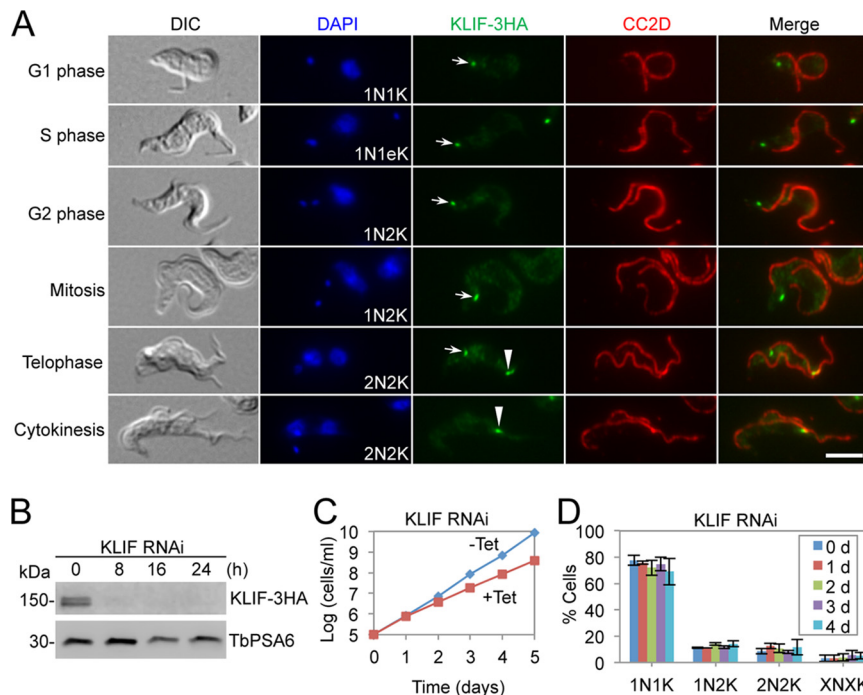 A
DIC DAPI KLIF-3HA CC2D Merge
G1 phase
1N1K
S phase
1N1eK
G2 phase
1N2K
Mitosis
1N2K
Telophase
2N2K
Cytokinesis
2N2K
B
KLIF RNAi
kDa 0 8 16 24 (h)
150- KLIF-3HA
30- TbPSA6
C
KLIF RNAi
Log (cells/ml)
10
9
8
7
6
5
-Tet
+Tet
0 1 2 3 4 5
Time (days)
D
KLIF RNAi
% Cells
100
80
60
40
20
0
0 d
1 d
2 d
3 d
4 d
1N1K 1N2K 2N2K XNXK